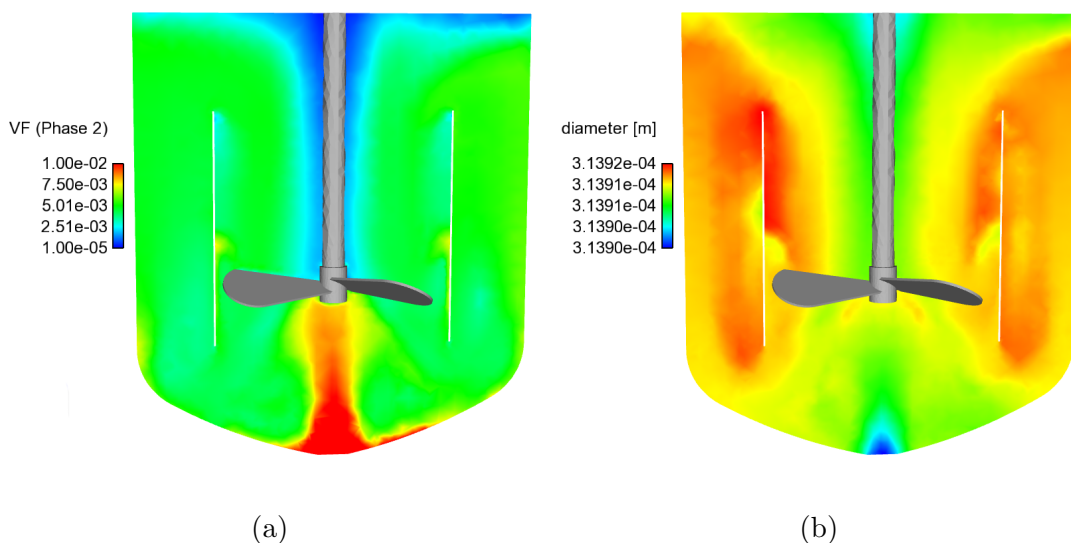 VF (Phase 2)
1.00e-02
7.50e-03
5.01e-03
2.51e-03
1.00e-05
diameter [m]
3.1392e-04
3.1391e-04
3.1391e-04
3.1390e-04
3.1390e-04
(a)
(b)